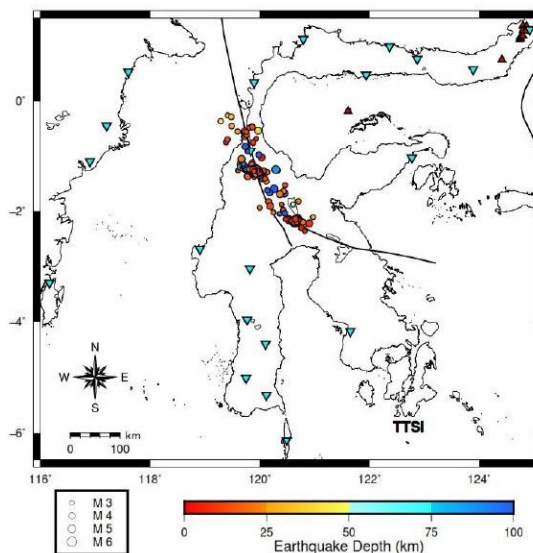 0°
−2°
−4°
−6°
N
W E
S
km
0 100
TTSI
116° 118° 120° 122° 124°
M 3
M 4
M 5
M 6
0 25 50 75 100
Earthquake Depth (km)